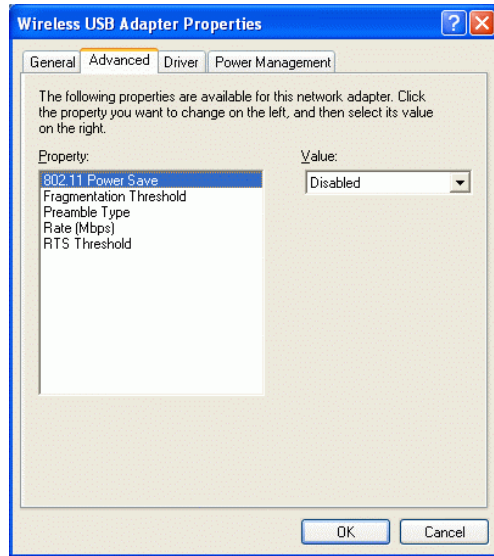 Wireless USB Adapter Properties
General Advanced Driver Power Management
The following properties are available for this network adapter. Click
the property you want to change on the left, and then select its value
on the right.
Property:
Value:
802.11 Power Save
Disabled
Fragmentation Threshold
Preamble Type
Rate (Mbps)
RTS Threshold
OK Cancel